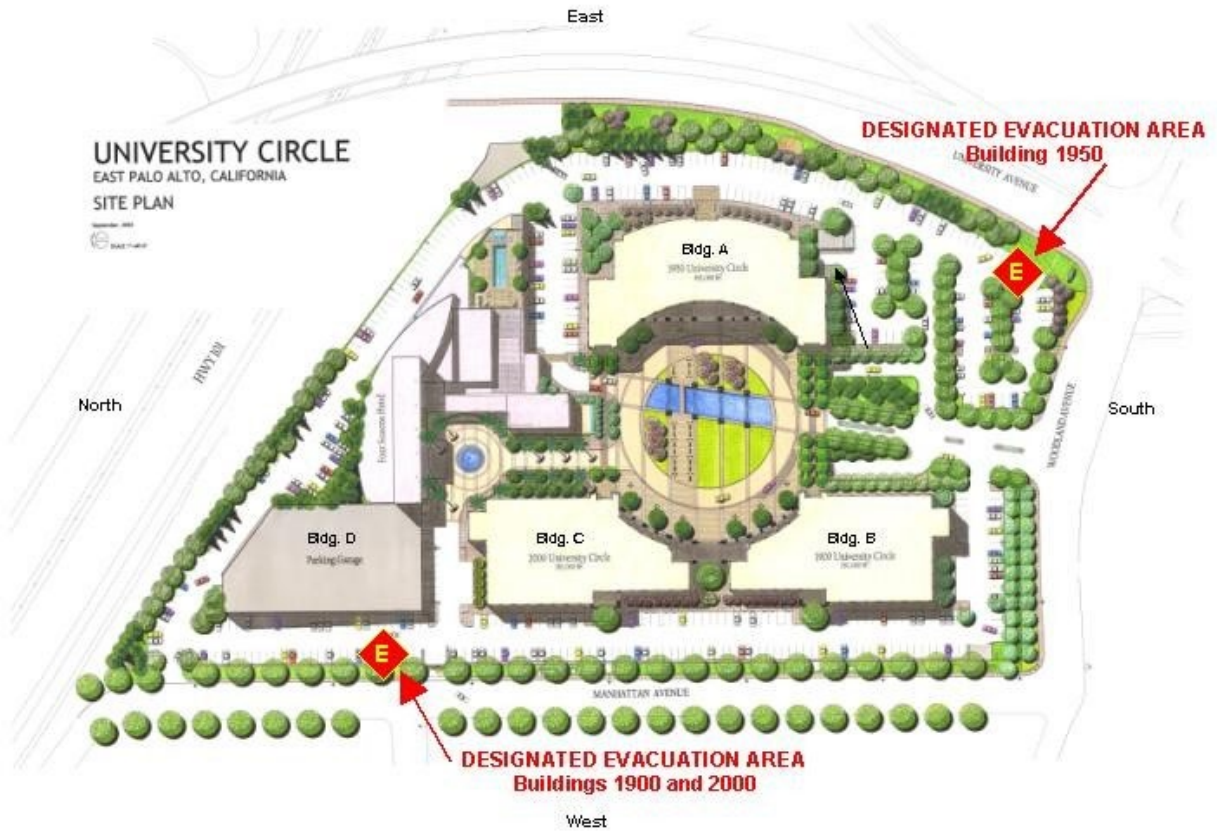 East
UNIVERSITY CIRCLE
EAST PALO ALTO, CALIFORNIA
SITE PLAN
DESIGNATED EVACUATION AREA
Building 1950
UNIVERSITY AVENUE
E
Bldg. A
1950 University Circle
HWY 101
North
South
Four Seasons Hotel
WOODLAND AVENUE
Bldg. D
Parking Garage
Bldg. C
2000 University Circle
Bldg. B
1900 University Circle
E
MANHATTAN AVENUE
DESIGNATED EVACUATION AREA
Buildings 1900 and 2000
West